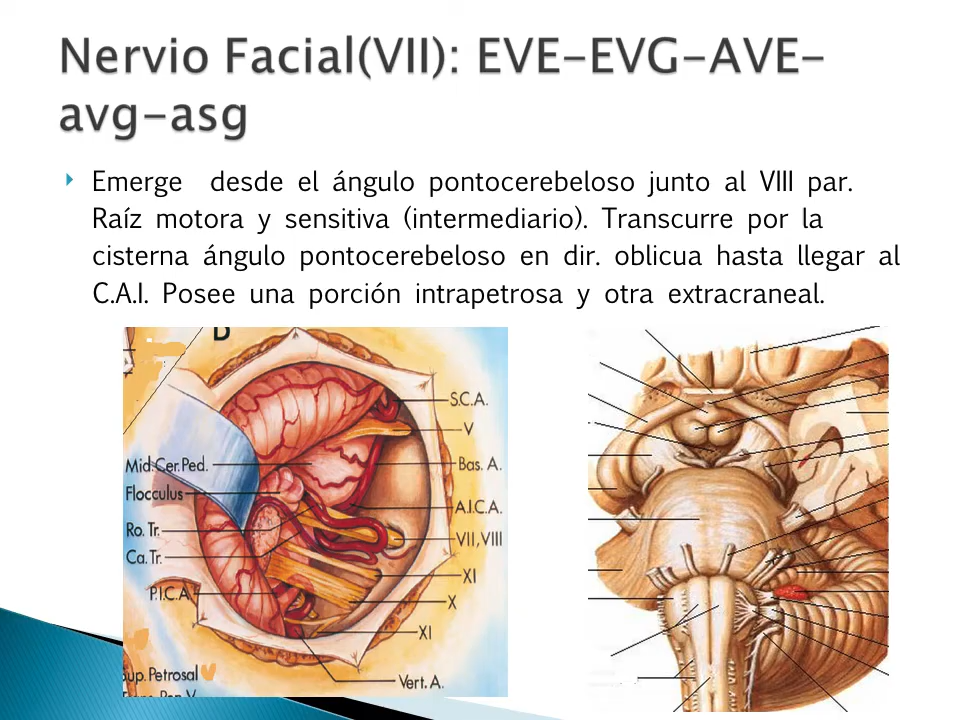 Nervio Facial(VII): EVE-EVG-AVE-
avg-asg
Emerge desde el ángulo pontocerebeloso junto al VIII par.
Raíz motora y sensitiva (intermediario). Transcurre por la
cisterna ángulo pontocerebeloso en dir. oblicua hasta llegar al
C.A.I. Posee una porción intrapetrosa y otra extracraneal.
D
S.C.A.
V
Mid.Cer.Ped.
Bas. A.
Flocculus
A.I.C.A.
Ro. Tr.
VII, VIII
Ca. Tr.
XI
P.I.C.A.
X
XI
Sup. Petrosal
Vert. A.